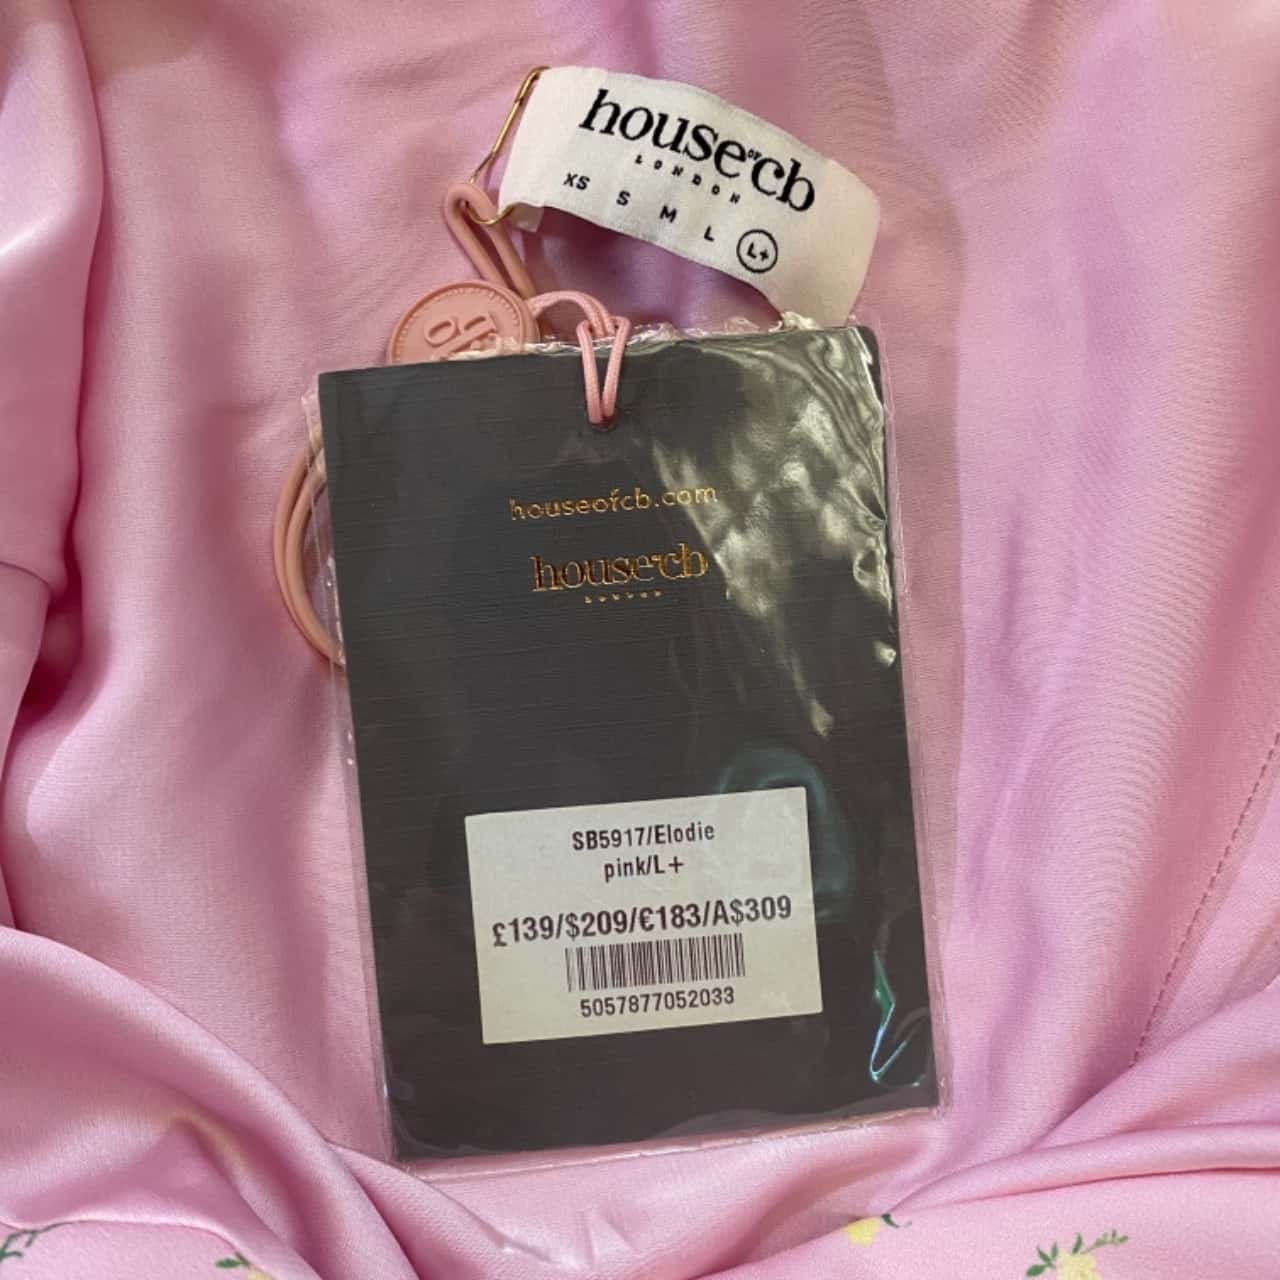 house OF cb
LONDON
XS S M L L+
cb
houseofcb.com
house OF cb
LONDON
SB5917/Elodie
pink/L+
£139/$209/€183/A$309
5057877052033